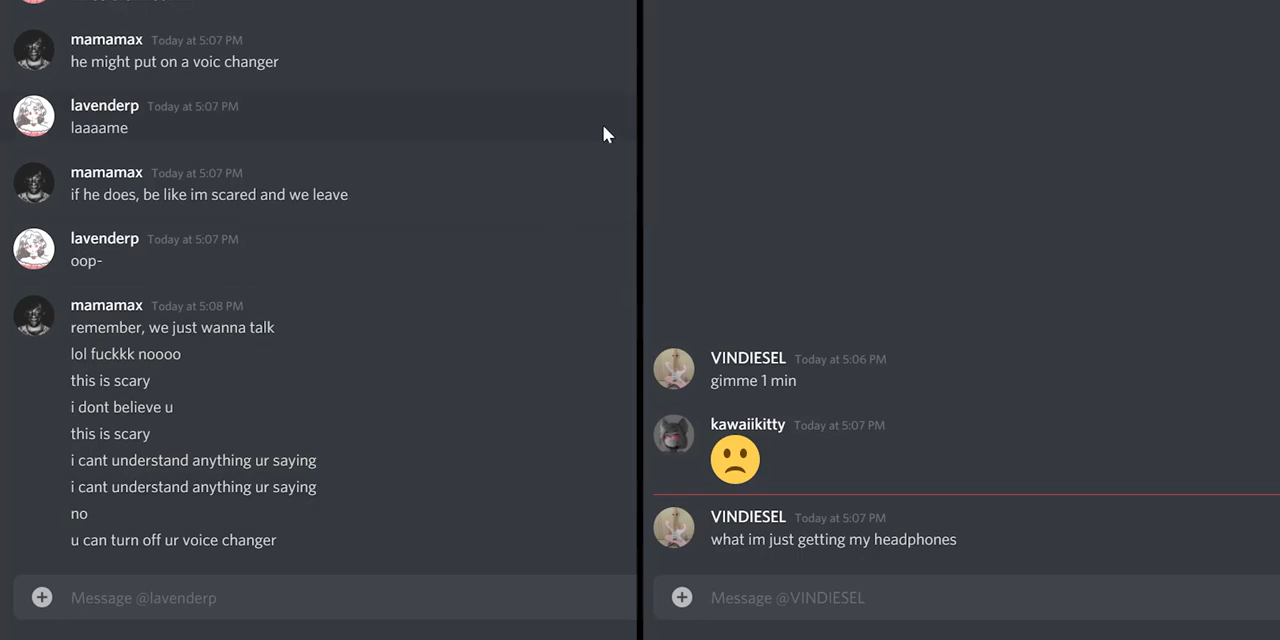 mamamax Today at 5:07 PM
he might put on a voic changer
lavenderp Today at 5:07 PM
laaaame
mamamax Today at 5:07 PM
if he does, be like im scared and we leave
lavenderp Today at 5:07 PM
oop-
mamamax Today at 5:08 PM
remember, we just wanna talk
lol fuckkk noooo
this is scary
i dont believe u
this is scary
i cant understand anything ur saying
i cant understand anything ur saying
no
u can turn off ur voice changer
Message @lavenderp
VINDIESEL Today at 5:06 PM
gimme 1 min
kawaiikitty Today at 5:07 PM
VINDIESEL Today at 5:07 PM
what im just getting my headphones
Message @VINDIESEL